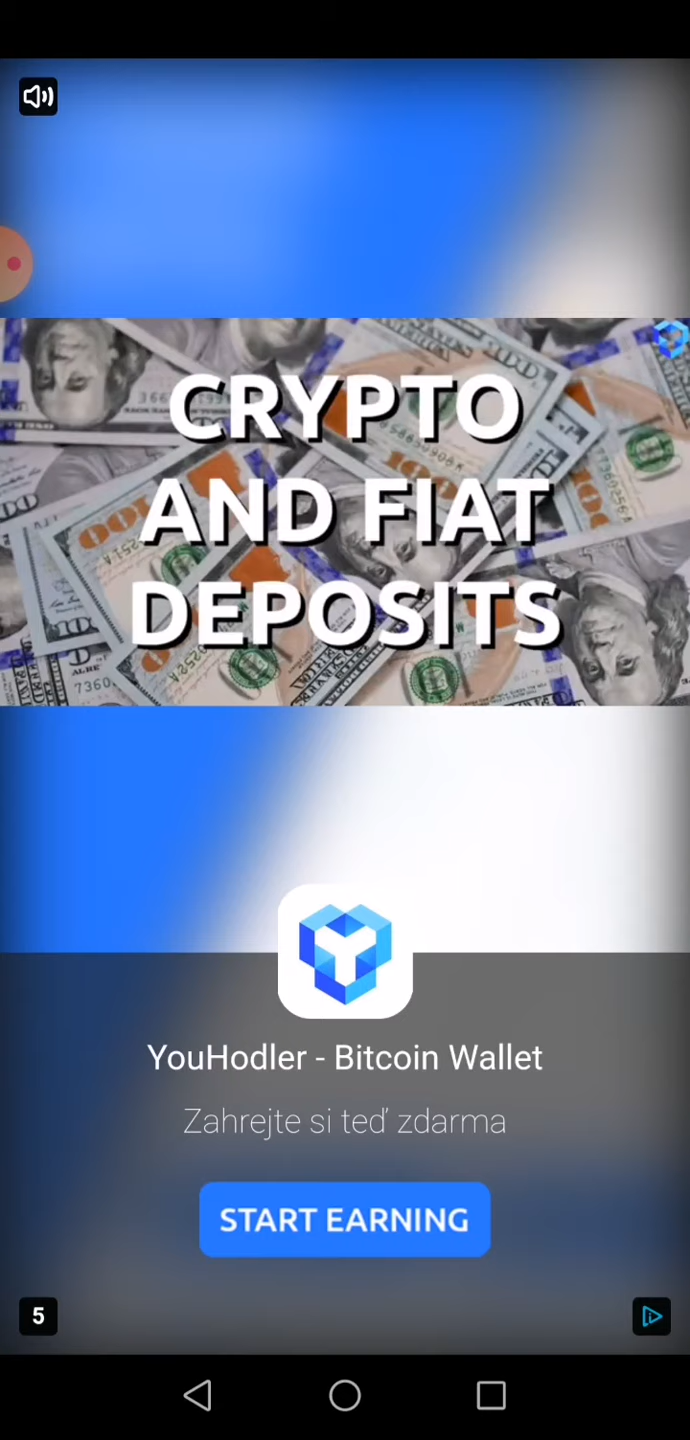 CRYPTO
AND FIAT
DEPOSITS
YouHodler - Bitcoin Wallet
Zahrejte si teď zdarma
START EARNING
5